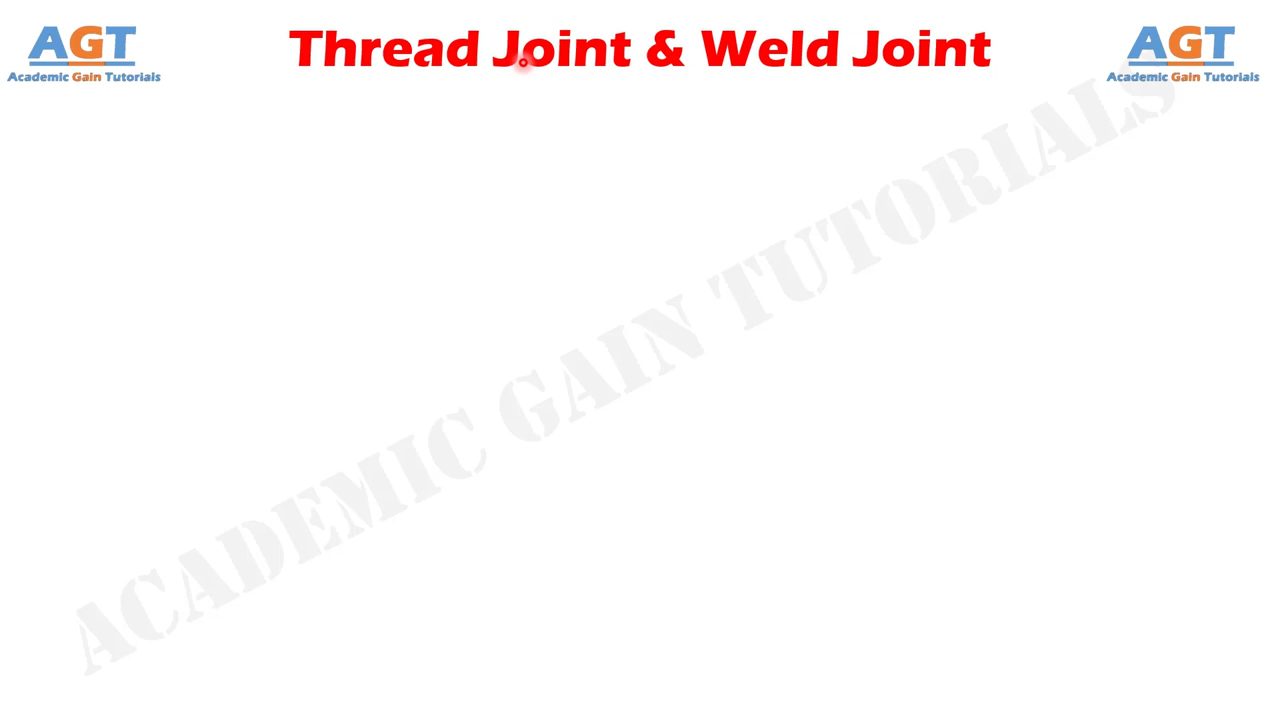 AGT
Academic Gain Tutorials
Thread Joint & Weld Joint
AGT
Academic Gain Tutorials
ACADEMIC GAIN TUTORIALS